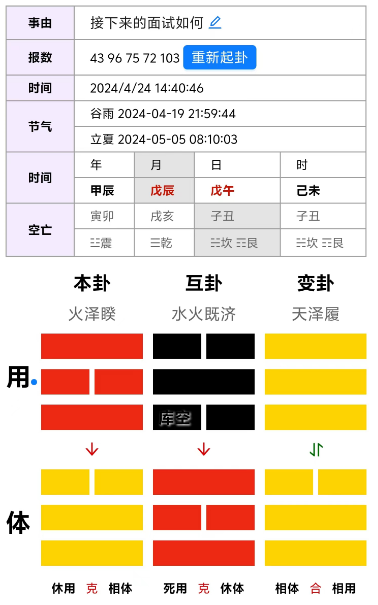 事由 接下来的面试如何
报数 43 96 75 72 103 重新起卦
时间 2024/4/24 14:40:46
节气 谷雨 2024-04-19 21:59:44
立夏 2024-05-05 08:10:03
时间 年 月 日 时
甲辰 戊辰 戊午 己未
空亡 寅卯 戌亥 子丑 子丑
☳震 ☰乾 ☵坎 ☶艮 ☵坎 ☶艮
本卦 互卦 变卦
火泽睽 水火既济 天泽履
用
库空
体
休用 克 相体 死用 克 休体 相体 合 相用